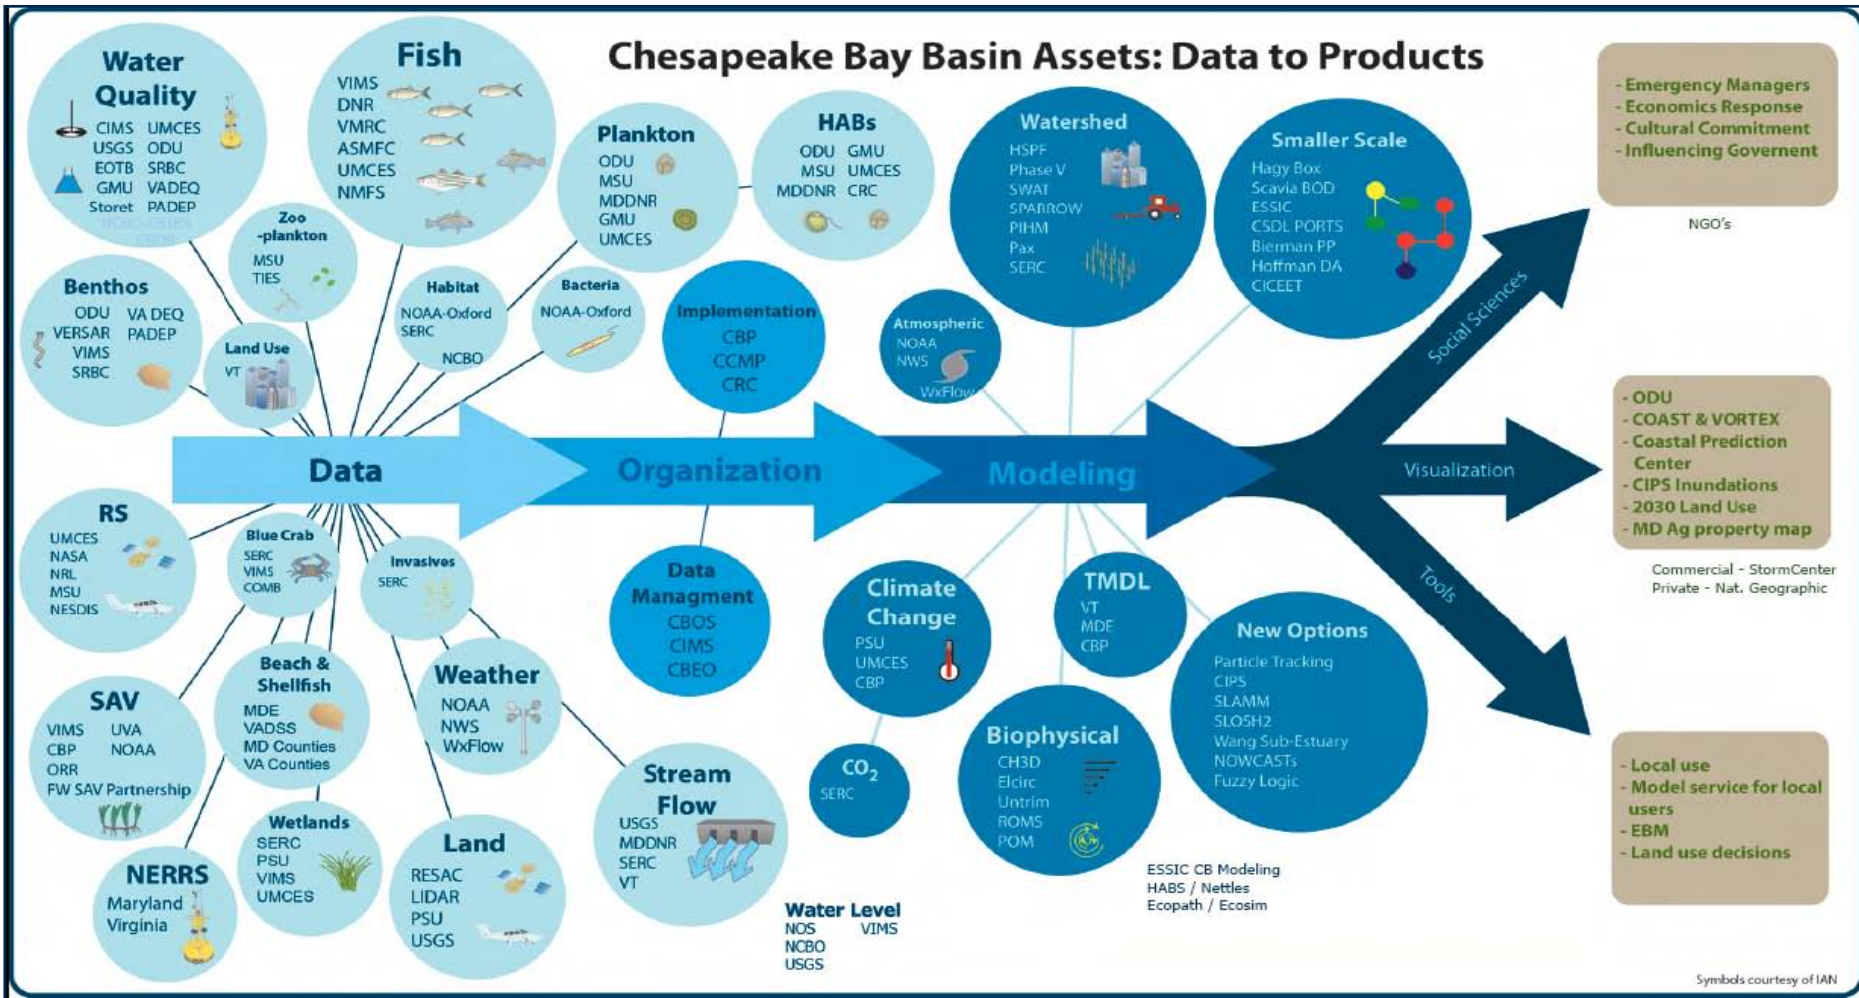 Chesapeake Bay Basin Assets: Data to Products
Water
Quality
CIMS UMCES
USGS ODU
EOTB SRBC
GMU VADEQ
Storet PADEP
Fish
VIMS
DNR
VMRC
ASMFC
UMCES
NMFS
Plankton
ODU
MSU
MDDNR
GMU
UMCES
HABs
ODU GMU
MSU UMCES
MDDNR CRC
Zoo
-plankton
MSU
TIES
Benthos
ODU VA DEQ
VERSAR PADEP
VIMS
SRBC
Land Use
VT
Habitat
NOAA-Oxford
SERC
NCBO
Bacteria
NOAA-Oxford
Implementation
CBP
CCMP
CRC
Watershed
HSPF
Phase V
SWAT
SPARROW
PIHM
Pax
SERC
Smaller Scale
Hagy Box
Scavia BOD
ESSIC
CSDL PORTS
Bierman PP
Hoffman DA
CICEET
Atmospheric
NOAA
NWS
WxFlow
Data
Organization
Modeling
Social Sciences
Visualization
Tools
- Emergency Managers
- Economics Response
- Cultural Commitment
- Influencing Governent
NGO's
- ODU
- COAST & VORTEX
- Coastal Prediction
Center
- CIPS Inundations
- 2030 Land Use
- MD Ag property map
Commercial - StormCenter
Private - Nat. Geographic
- Local use
- Model service for local
users
- EBM
- Land use decisions
RS
UMCES
NASA
NRL
MSU
NESDIS
Blue Crab
SERC
VIMS
COMB
Invasives
SERC
Data
Managment
CBOS
CIMS
CBEO
Climate
Change
PSU
UMCES
CBP
TMDL
VT
MDE
CBP
New Options
Particle Tracking
CIPS
SLAMM
SLOSH2
Wang Sub-Estuary
NOWCASTs
Fuzzy Logic
SAV
VIMS UVA
CBP NOAA
ORR
FW SAV Partnership
Beach &
Shellfish
MDE
VADSS
MD Counties
VA Counties
Weather
NOAA
NWS
WxFlow
Stream
Flow
USGS
MDDNR
SERC
VT
CO₂
SERC
Biophysical
CH3D
Elcirc
Untrim
ROMS
POM
NERRS
Maryland
Virginia
Wetlands
SERC
PSU
VIMS
UMCES
Land
RESAC
LIDAR
PSU
USGS
Water Level
NOS VIMS
NCBO
USGS
ESSIC CB Modeling
HABS / Nettles
Ecopath / Ecosim
Symbols courtesy of IAN